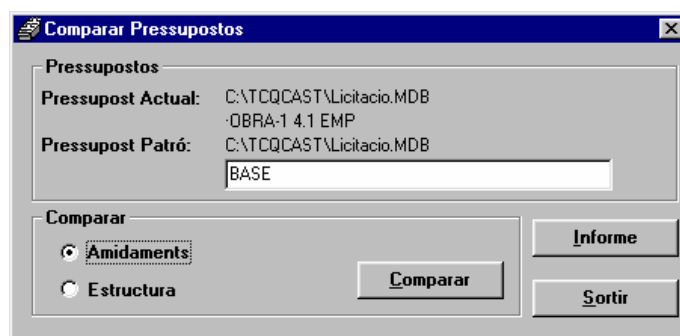 Comparar Pressupostos
Pressupostos
Pressupost Actual: C:\TCQCAST\Licitacio.MDB
·OBRA-1 4.1 EMP
Pressupost Patró: C:\TCQCAST\Licitacio.MDB
BASE
Comparar
Amidaments
Estructura
Comparar
Informe
Sortir